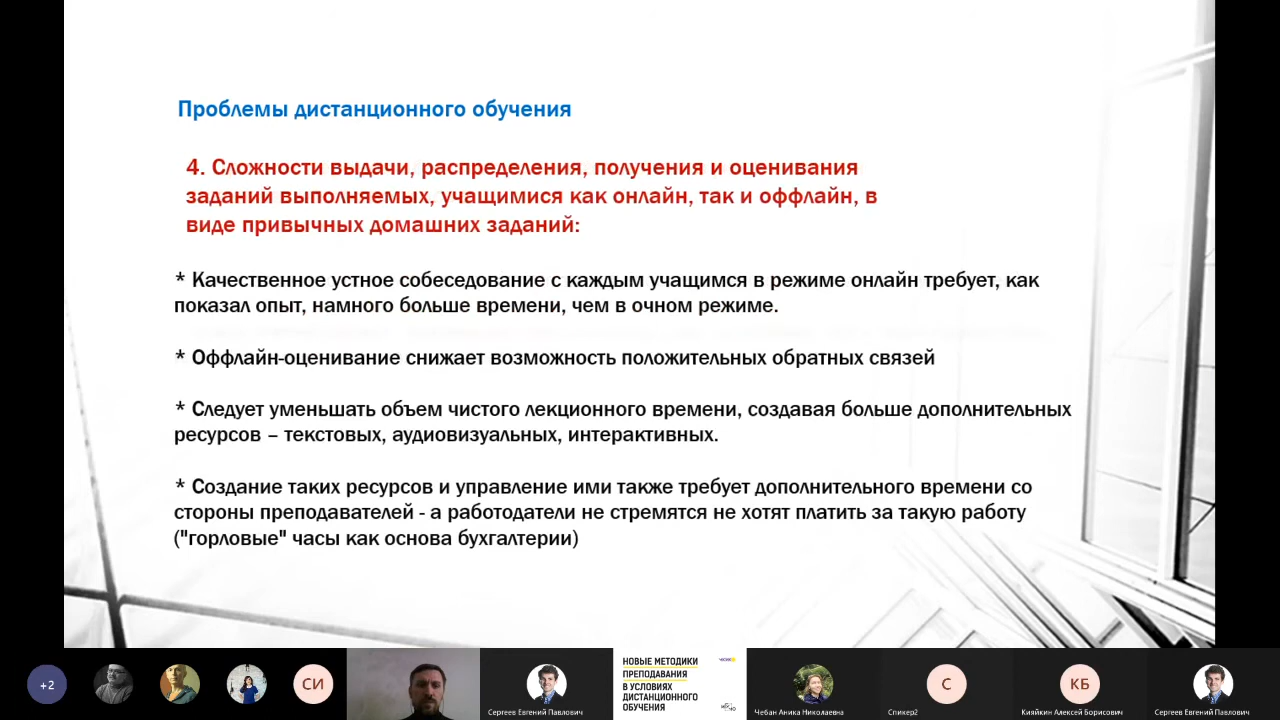 Проблемы дистанционного обучения
4. Сложности выдачи, распределения, получения и оценивания
заданий выполняемых, учащимися как онлайн, так и оффлайн, в
виде привычных домашних заданий:
* Качественное устное собеседование с каждым учащимся в режиме онлайн требует, как
показал опыт, намного больше времени, чем в очном режиме.
* Оффлайн-оценивание снижает возможность положительных обратных связей
* Следует уменьшать объем чистого лекционного времени, создавая больше дополнительных
ресурсов – текстовых, аудиовизуальных, интерактивных.
* Создание таких ресурсов и управление ими также требует дополнительного времени со
стороны преподавателей - а работодатели не стремятся не хотят платить за такую работу
("горловые" часы как основа бухгалтерии)
+2
СИ
Сергеев Евгений Павлович
НОВЫЕ МЕТОДИКИ
ПРЕПОДАВАНИЯ
В УСЛОВИЯХ
ДИСТАНЦИОННОГО
ОБУЧЕНИЯ
Чебан Аника Николаевна
С
Спикер2
КБ
Кияйкин Алексей Борисович
Сергеев Евгений Павлович